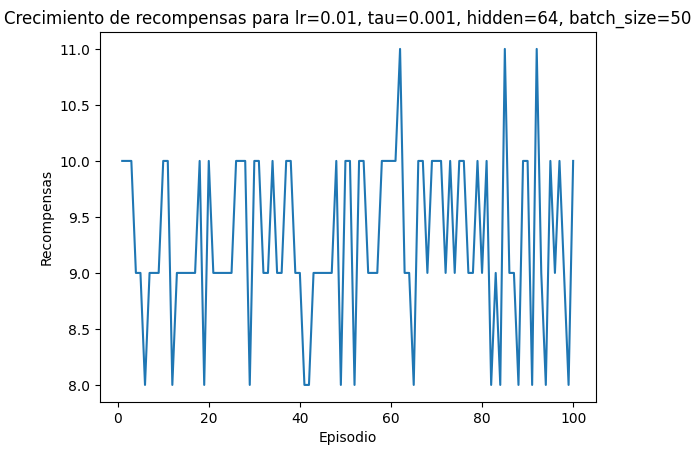 Crecimiento de recompensas para lr=0.01, tau=0.001, hidden=64, batch_size=50
11.0
10.5
10.0
9.5
9.0
8.5
8.0
Recompensas
0 20 40 60 80 100
Episodio